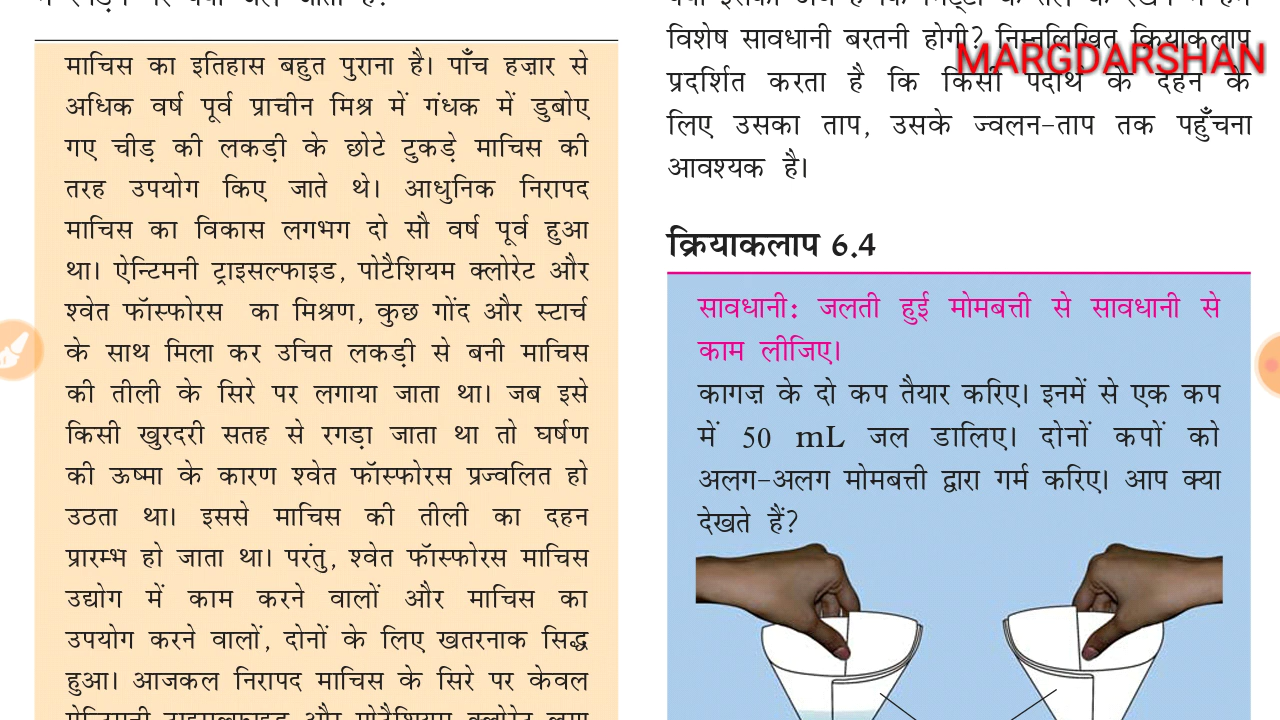 माचिस का इतिहास बहुत पुराना है। पाँच हज़ार से
अधिक वर्ष पूर्व प्राचीन मिश्र में गंधक में डुबोए
गए चीड़ की लकड़ी के छोटे टुकड़े माचिस की
तरह उपयोग किए जाते थे। आधुनिक निरापद
माचिस का विकास लगभग दो सौ वर्ष पूर्व हुआ
था। ऐन्टिमनी ट्राइसल्फाइड, पोटैशियम क्लोरेट और
श्वेत फॉस्फोरस का मिश्रण, कुछ गोंद और स्टार्च
के साथ मिला कर उचित लकड़ी से बनी माचिस
की तीली के सिरे पर लगाया जाता था। जब इसे
किसी खुरदरी सतह से रगड़ा जाता था तो घर्षण
की ऊष्मा के कारण श्वेत फॉस्फोरस प्रज्वलित हो
उठता था। इससे माचिस की तीली का दहन
प्रारम्भ हो जाता था। परंतु, श्वेत फॉस्फोरस माचिस
उद्योग में काम करने वालों और माचिस का
उपयोग करने वालों, दोनों के लिए खतरनाक सिद्ध
हुआ। आजकल निरापद माचिस के सिरे पर केवल
विशेष सावधानी बरतनी होगी? निम्नलिखित क्रियाकलाप
MARGDARSHAN
प्रदर्शित करता है कि किसी पदार्थ के दहन के
लिए उसका ताप, उसके ज्वलन-ताप तक पहुँचना
आवश्यक है।
क्रियाकलाप 6.4
सावधानी: जलती हुई मोमबत्ती से सावधानी से
काम लीजिए।
कागज़ के दो कप तैयार करिए। इनमें से एक कप
में 50 mL जल डालिए। दोनों कपों को
अलग-अलग मोमबत्ती द्वारा गर्म करिए। आप क्या
देखते हैं?